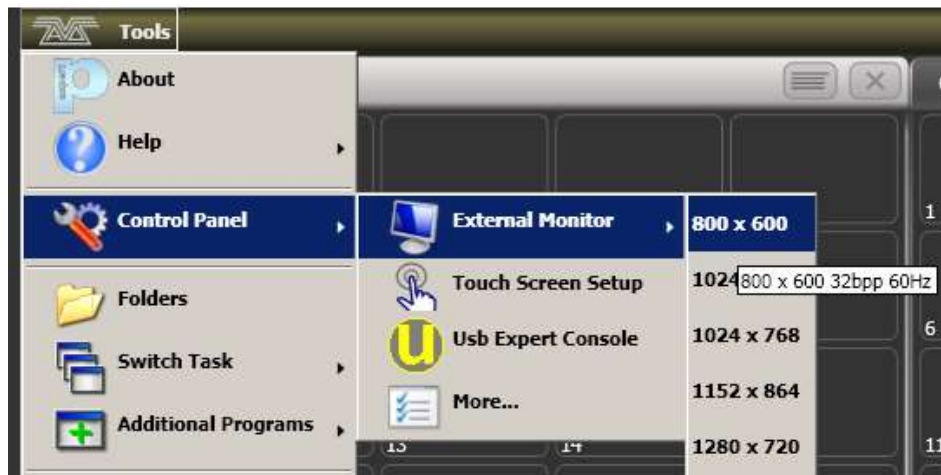 Tools
About
Help
Control Panel
Folders
Switch Task
Additional Programs
External Monitor
Touch Screen Setup
Usb Expert Console
More...
800 x 600
1024
800 x 600 32bpp 60Hz
1024 x 768
1152 x 864
1280 x 720
1
6
11
13
14